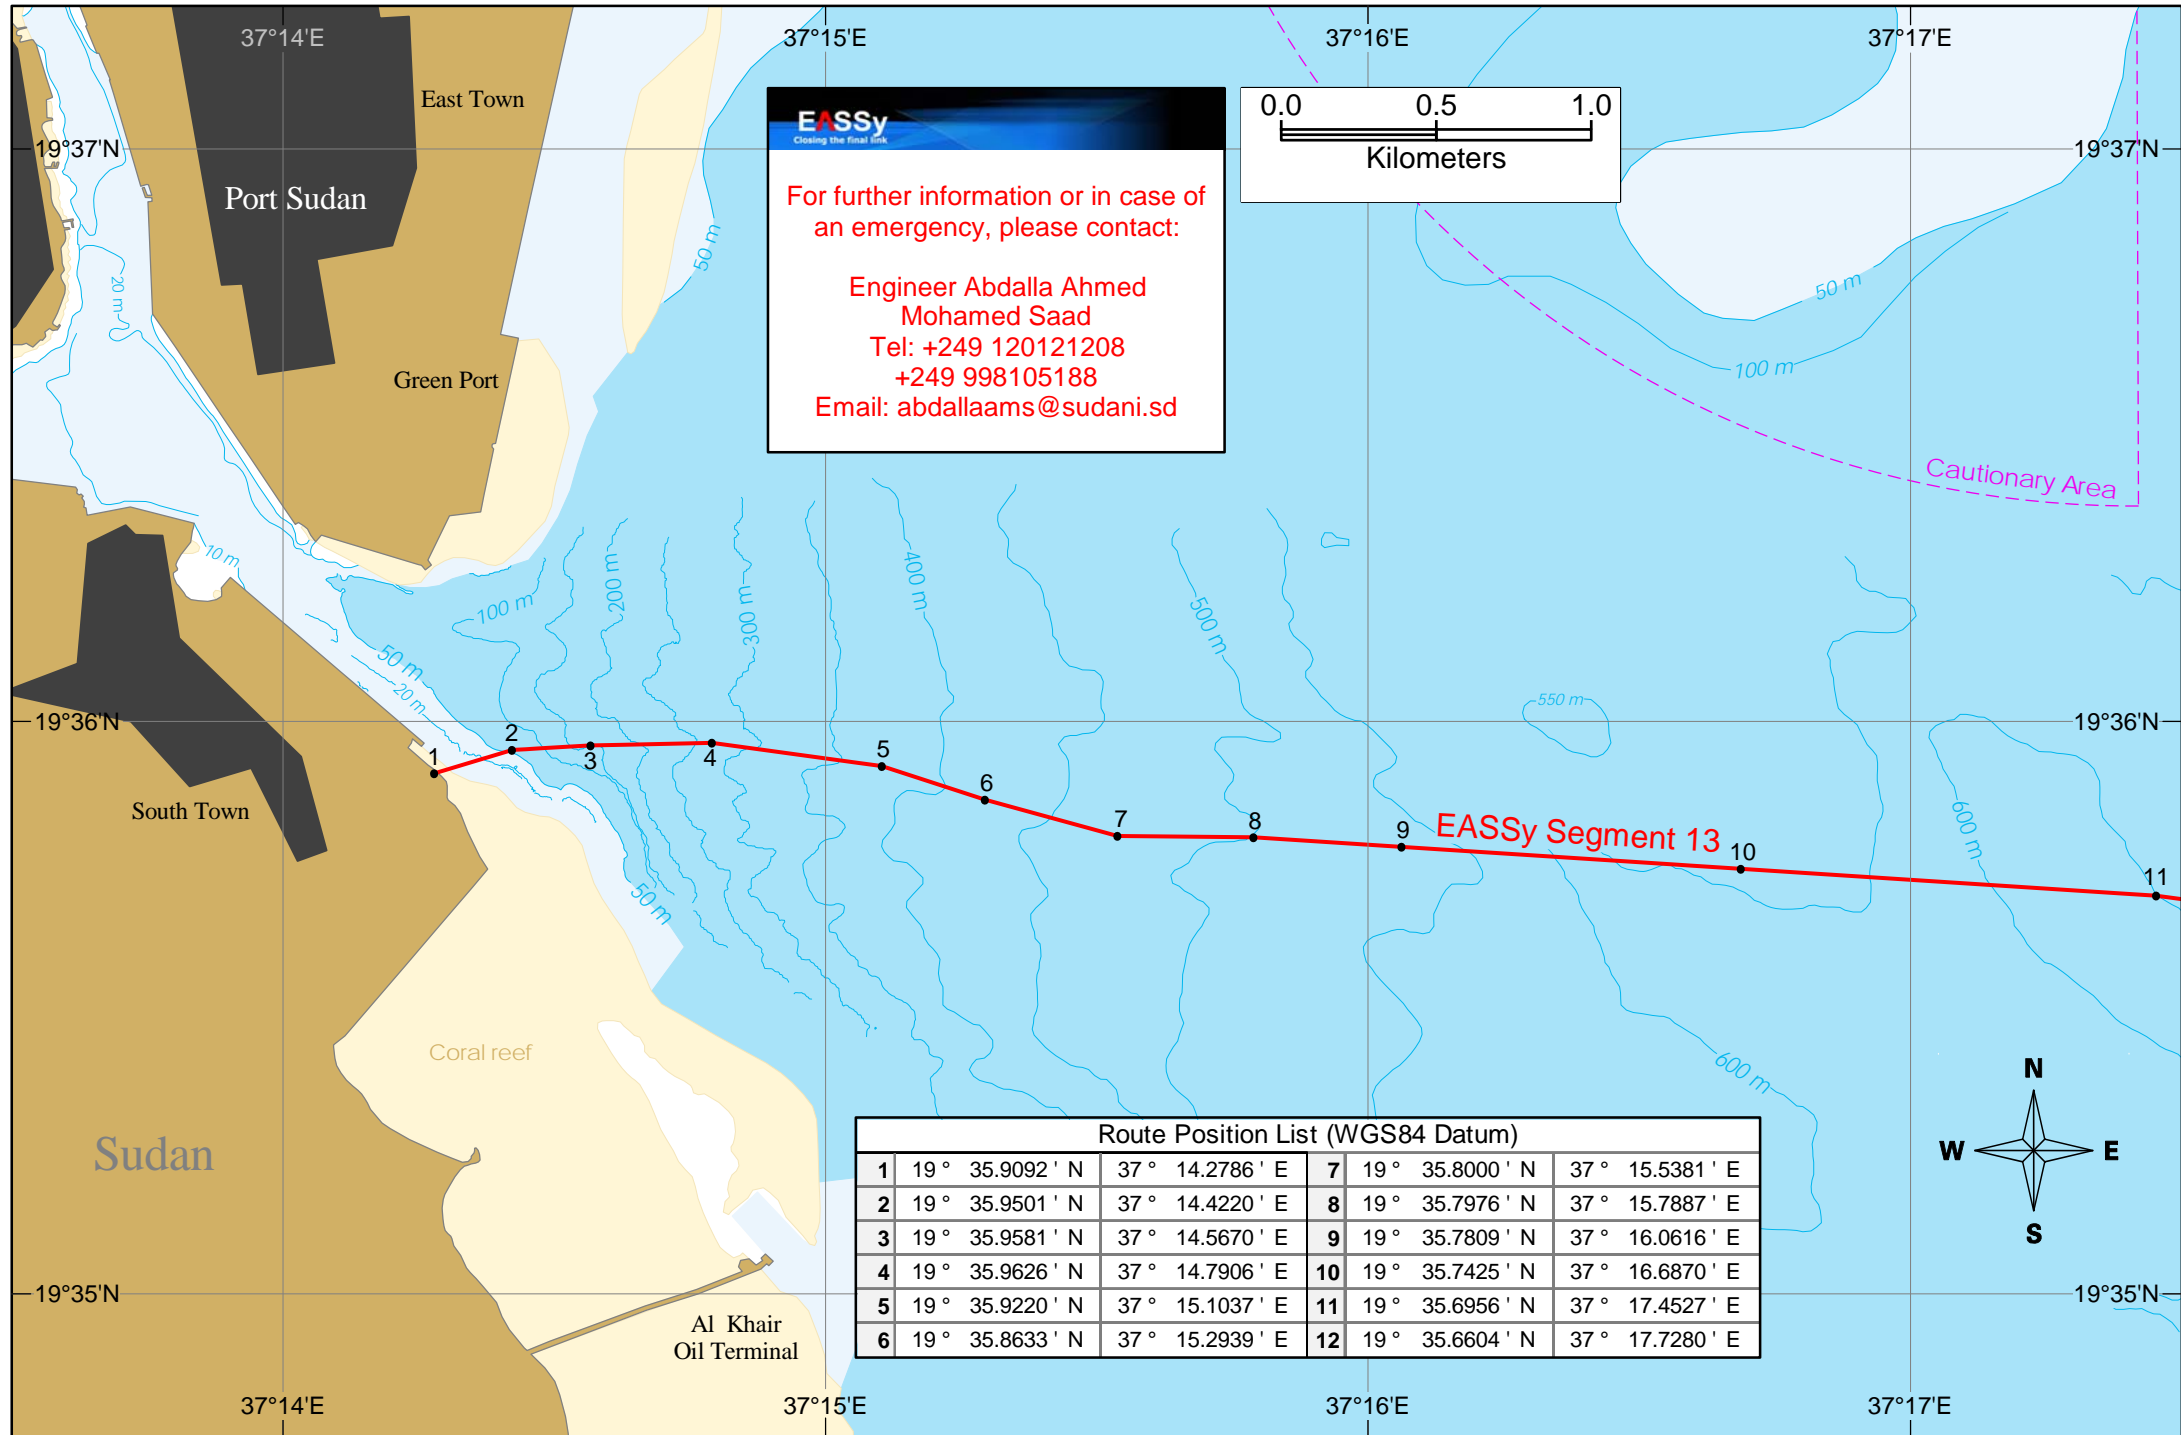 37°14'E
37°15'E
37°16'E
37°17'E
East Town
19°37'N
19°37'N
Port Sudan
EASSy
Closing the final link
For further information or in case of
an emergency, please contact:
Engineer Abdalla Ahmed
Mohamed Saad
Tel: +249 120121208
+249 998105188
Email: abdallaams@sudani.sd
0.0 0.5 1.0
Kilometers
50 m
20 m
50 m
100 m
Green Port
Cautionary Area
10 m
100 m
200 m
300 m
400 m
500 m
50 m
20 m
550 m
19°36'N
19°36'N
1
2
3
4
5
6
7
8
9
EASSy Segment 13
10
11
South Town
600 m
50 m
Coral reef
600 m
Sudan
N
W E
S
Route Position List (WGS84 Datum)
1 19 ° 35.9092 ' N 37 ° 14.2786 ' E 7 19 ° 35.8000 ' N 37 ° 15.5381 ' E
2 19 ° 35.9501 ' N 37 ° 14.4220 ' E 8 19 ° 35.7976 ' N 37 ° 15.7887 ' E
3 19 ° 35.9581 ' N 37 ° 14.5670 ' E 9 19 ° 35.7809 ' N 37 ° 16.0616 ' E
4 19 ° 35.9626 ' N 37 ° 14.7906 ' E 10 19 ° 35.7425 ' N 37 ° 16.6870 ' E
5 19 ° 35.9220 ' N 37 ° 15.1037 ' E 11 19 ° 35.6956 ' N 37 ° 17.4527 ' E
6 19 ° 35.8633 ' N 37 ° 15.2939 ' E 12 19 ° 35.6604 ' N 37 ° 17.7280 ' E
19°35'N
19°35'N
Al Khair
Oil Terminal
37°14'E
37°15'E
37°16'E
37°17'E